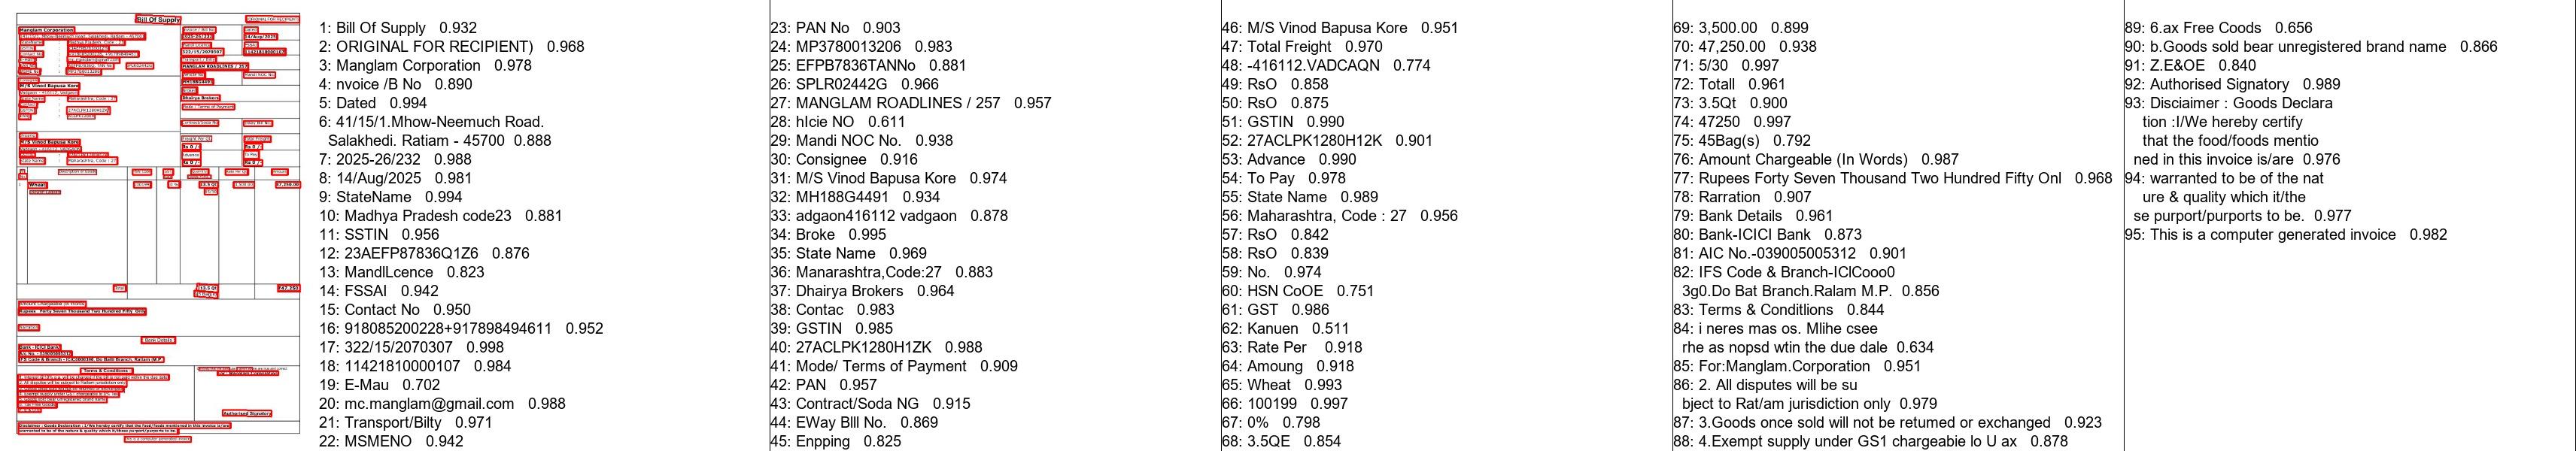 1: Bill Of Supply 0.932
2: ORIGINAL FOR RECIPIENT) 0.968
3: Manglam Corporation 0.978
4: nvoice /B No 0.890
5: Dated 0.994
6: 41/15/1.Mhow-Neemuch Road.
Salakhedi. Ratiam - 45700 0.888
7: 2025-26/232 0.988
8: 14/Aug/2025 0.981
9: StateName 0.994
10: Madhya Pradesh code23 0.881
11: SSTIN 0.956
12: 23AEFP87836Q1Z6 0.876
13: MandlLcence 0.823
14: FSSAI 0.942
15: Contact No 0.950
16: 918085200228+917898494611 0.952
17: 322/15/2070307 0.998
18: 11421810000107 0.984
19: E-Mau 0.702
20: mc.manglam@gmail.com 0.988
21: Transport/Bilty 0.971
22: MSMENO 0.942
23: PAN No 0.903
24: MP3780013206 0.983
25: EFPB7836TANNo 0.881
26: SPLR02442G 0.966
27: MANGLAM ROADLINES / 257 0.957
28: hIcie NO 0.611
29: Mandi NOC No. 0.938
30: Consignee 0.916
31: M/S Vinod Bapusa Kore 0.974
32: MH188G4491 0.934
33: adgaon416112 vadgaon 0.878
34: Broke 0.995
35: State Name 0.969
36: Manarashtra,Code:27 0.883
37: Dhairya Brokers 0.964
38: Contac 0.983
39: GSTIN 0.985
40: 27ACLPK1280H1ZK 0.988
41: Mode/ Terms of Payment 0.909
42: PAN 0.957
43: Contract/Soda NG 0.915
44: EWay Blll No. 0.869
45: Enpping 0.825
46: M/S Vinod Bapusa Kore 0.951
47: Total Freight 0.970
48: -416112.VADCAQN 0.774
49: RsO 0.858
50: RsO 0.875
51: GSTIN 0.990
52: 27ACLPK1280H12K 0.901
53: Advance 0.990
54: To Pay 0.978
55: State Name 0.989
56: Maharashtra, Code : 27 0.956
57: RsO 0.842
58: RsO 0.839
59: No. 0.974
60: HSN CoOE 0.751
61: GST 0.986
62: Kanuen 0.511
63: Rate Per 0.918
64: Amoung 0.918
65: Wheat 0.993
66: 100199 0.997
67: 0% 0.798
68: 3.5QE 0.854
69: 3,500.00 0.899
70: 47,250.00 0.938
71: 5/30 0.997
72: Totall 0.961
73: 3.5Qt 0.900
74: 47250 0.997
75: 45Bag(s) 0.792
76: Amount Chargeable (In Words) 0.987
77: Rupees Forty Seven Thousand Two Hundred Fifty Onl 0.968
78: Rarration 0.907
79: Bank Details 0.961
80: Bank-ICICI Bank 0.873
81: AIC No.-039005005312 0.901
82: IFS Code & Branch-ICICooo0
3g0.Do Bat Branch.Ralam M.P. 0.856
83: Terms & Conditiions 0.844
84: i neres mas os. Mlihe csee
rhe as nopsd wtin the due dale 0.634
85: For:Manglam.Corporation 0.951
86: 2. All disputes will be su
bject to Rat/am jurisdiction only 0.979
87: 3.Goods once sold will not be retumed or exchanged 0.923
88: 4.Exempt supply under GS1 chargeabie lo U ax 0.878
89: 6.ax Free Coods 0.656
90: b.Goods sold bear unregistered brand name 0.866
91: Z.E&OE 0.840
92: Authorised Signatory 0.989
93: Disciaimer : Goods Declara
tion :I/We hereby certify
that the food/foods mentio
ned in this invoice is/are 0.976
94: warranted to be of the nat
ure & quality which it/the
se purport/purports to be. 0.977
95: This is a computer generated invoice 0.982